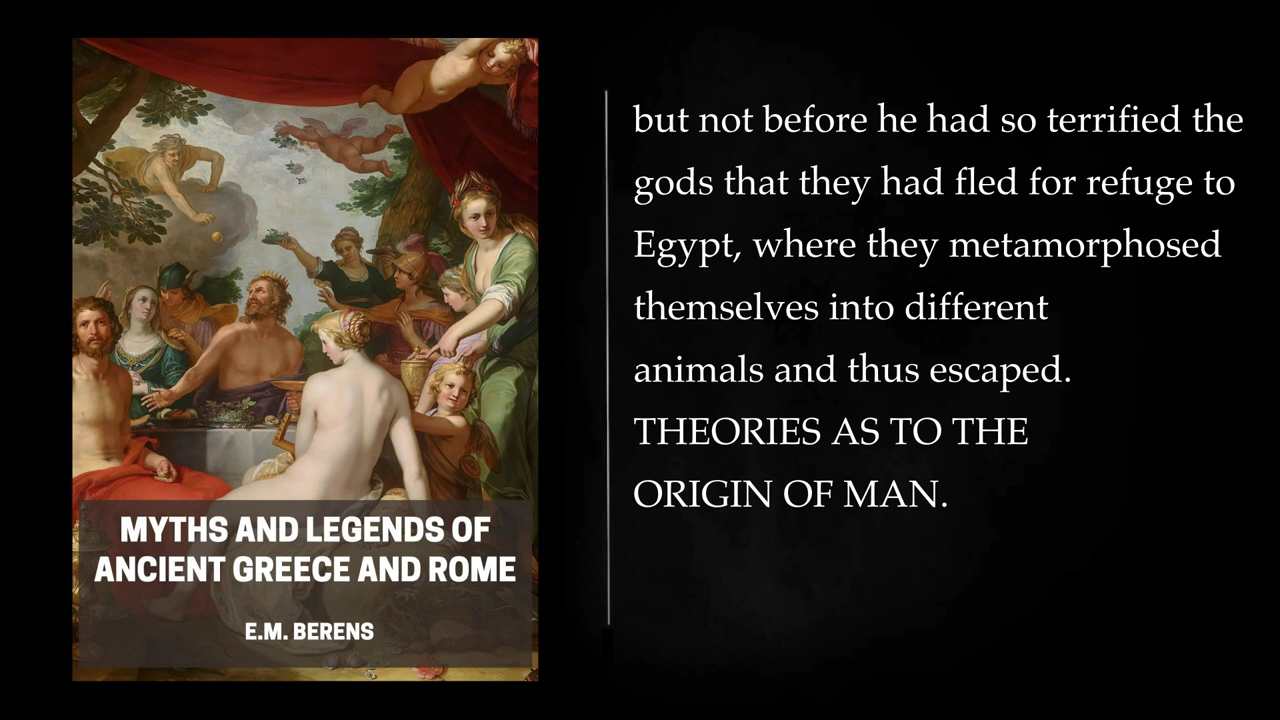 MYTHS AND LEGENDS OF
ANCIENT GREECE AND ROME
E.M. BERENS
but not before he had so terrified the
gods that they had fled for refuge to
Egypt, where they metamorphosed
themselves into different
animals and thus escaped.
THEORIES AS TO THE
ORIGIN OF MAN.